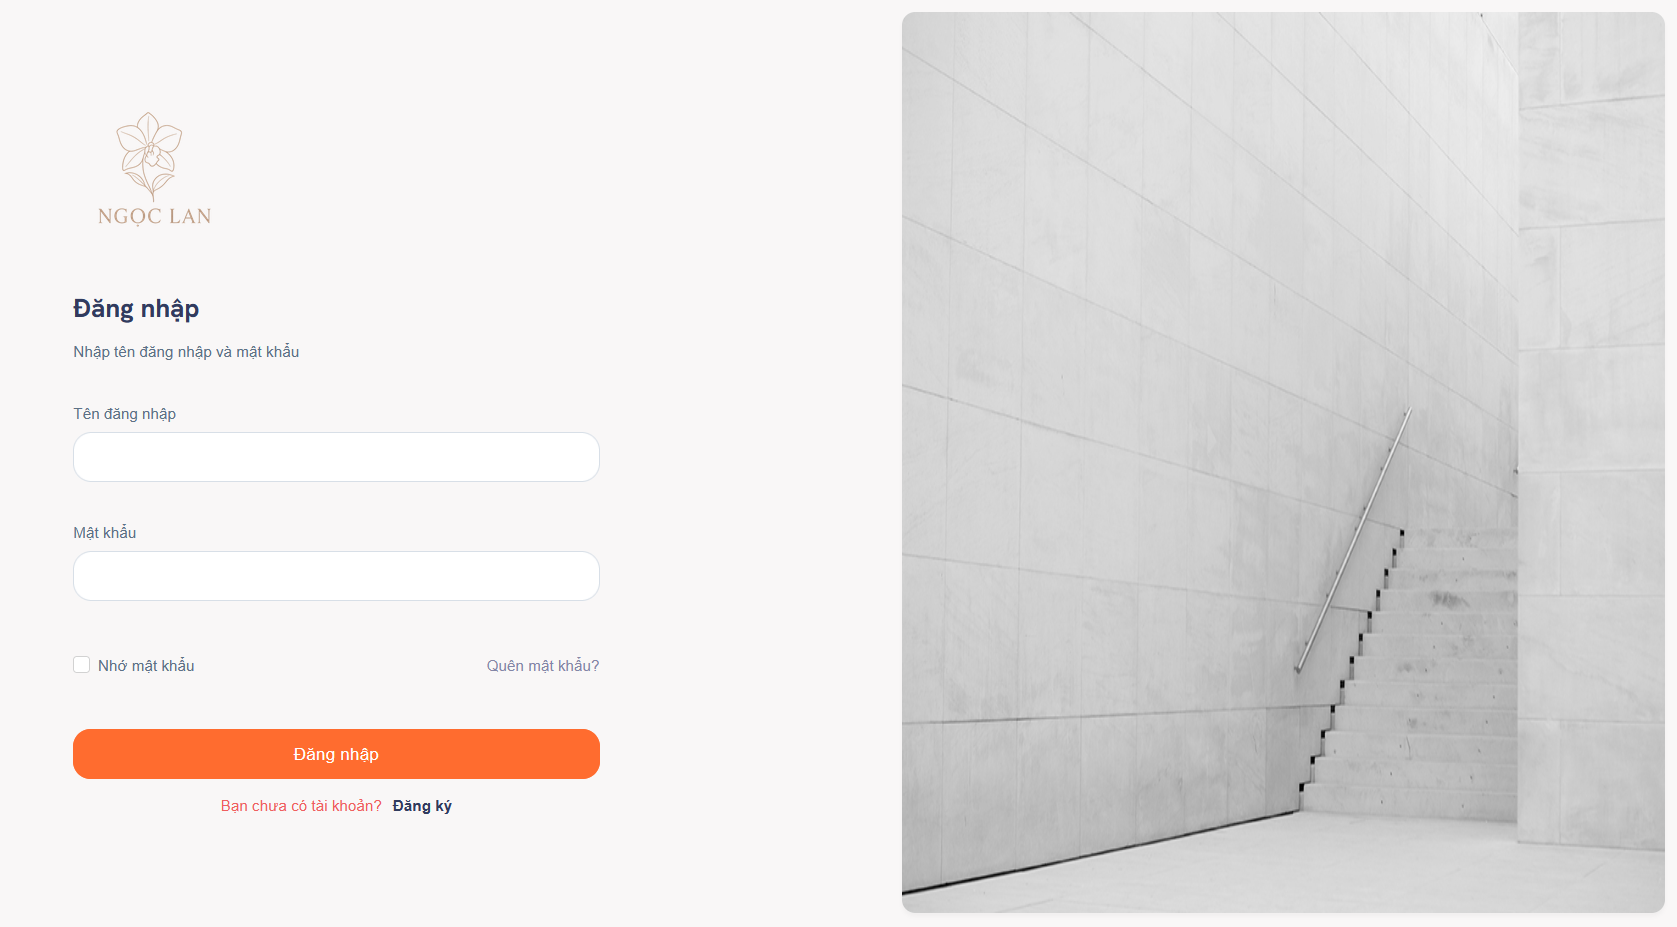 NGỌC LAN
Đăng nhập
Nhập tên đăng nhập và mật khẩu
Tên đăng nhập
Mật khẩu
Nhớ mật khẩu
Quên mật khẩu?
Đăng nhập
Bạn chưa có tài khoản? Đăng ký